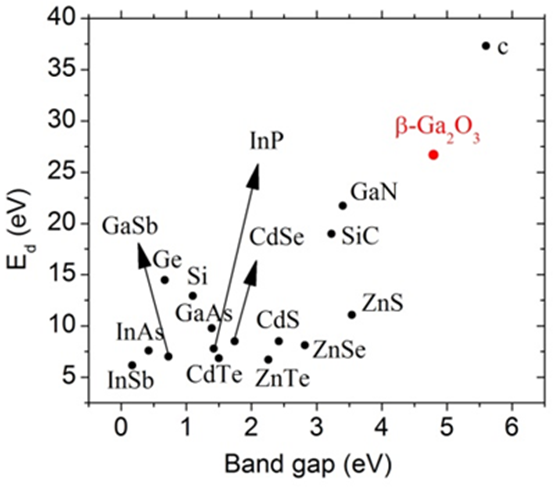 40
35
30
25
20
15
10
5
E_d (eV)
c
β-Ga₂O₃
InP
GaN
GaSb
CdSe
SiC
Ge
Si
GaAs
ZnS
InAs
CdS
InSb
CdTe
ZnTe
ZnSe
0 1 2 3 4 5 6
Band gap (eV)